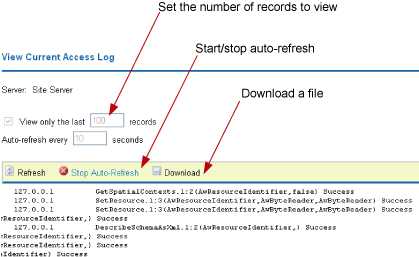 Set the number of records to view
Start/stop auto-refresh
View Current Access Log
Download a file
Server: Site Server
View only the last 100 records
Auto-refresh every 10 seconds
Refresh Stop Auto-Refresh Download
127.0.0.1 GetSpatialContexts.1:2(AwResourceIdentifier,false) Success
127.0.0.1 SetResource.1:3(AwResourceIdentifier,AwByteReader,AwByteReader) Success
127.0.0.1 SetResource.1:3(AwResourceIdentifier,AwByteReader,AwByteReader) Success
ResourceIdentifier,) Success
127.0.0.1 DescribeSchemaAsXml.1:2(AwResourceIdentifier,) Success
ResourceIdentifier,) Success
ResourceIdentifier,) Success
Identifier) Success